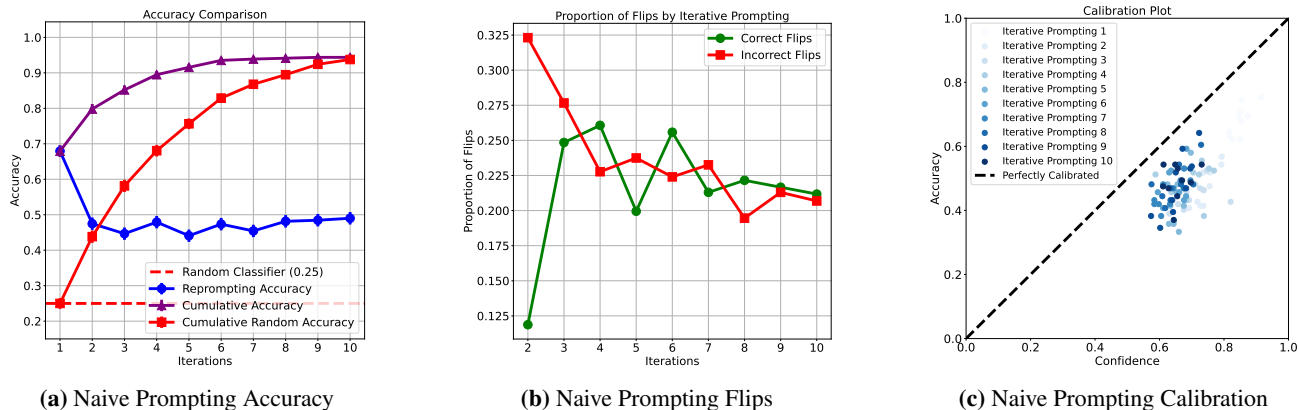 Accuracy Comparison
1.0
0.9
0.8
0.7
0.6
0.5
0.4
0.3
0.2
Accuracy
Random Classifier (0.25)
Reprompting Accuracy
Cumulative Accuracy
Cumulative Random Accuracy
1 2 3 4 5 6 7 8 9 10
Iterations
(a) Naive Prompting Accuracy
Proportion of Flips by Iterative Prompting
0.325
0.300
0.275
0.250
0.225
0.200
0.175
0.150
0.125
Proportion of Flips
Correct Flips
Incorrect Flips
2 3 4 5 6 7 8 9 10
Iterations
(b) Naive Prompting Flips
Calibration Plot
1.0
0.8
0.6
0.4
0.2
0.0
Accuracy
Iterative Prompting 1
Iterative Prompting 2
Iterative Prompting 3
Iterative Prompting 4
Iterative Prompting 5
Iterative Prompting 6
Iterative Prompting 7
Iterative Prompting 8
Iterative Prompting 9
Iterative Prompting 10
Perfectly Calibrated
0.0 0.2 0.4 0.6 0.8 1.0
Confidence
(c) Naive Prompting Calibration